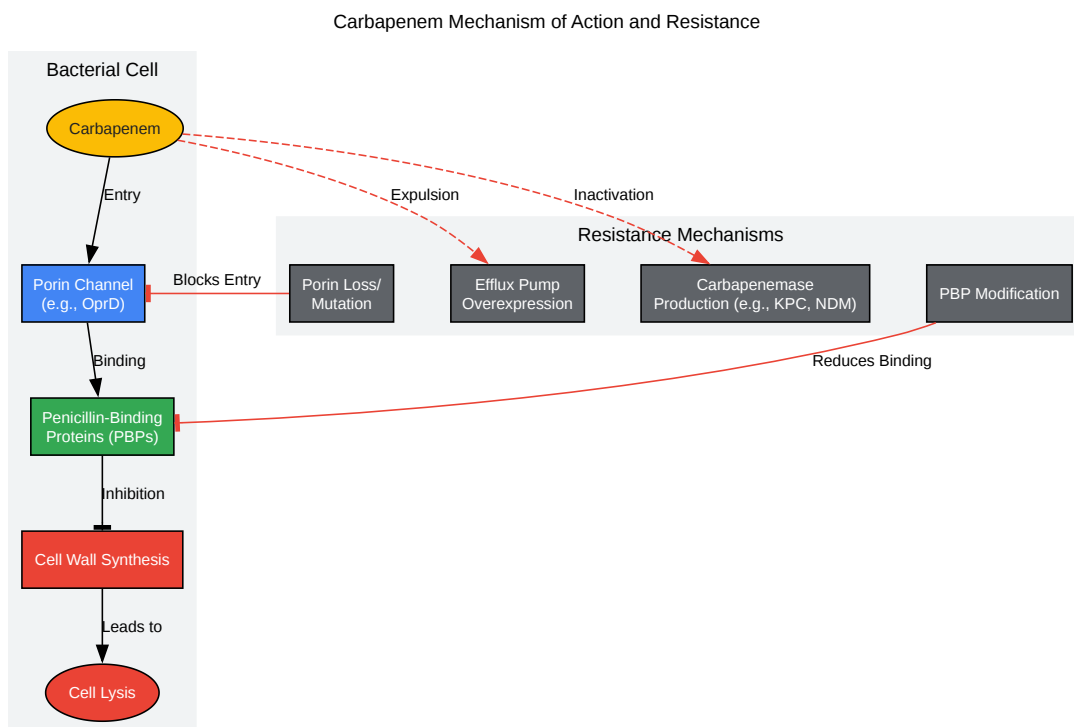 Carbapenem Mechanism of Action and Resistance
Bacterial Cell
Carbapenem
Entry
Expulsion
Inactivation
Resistance Mechanisms
Porin Channel
(e.g., OprD)
Blocks Entry
Porin Loss/
Mutation
Efflux Pump
Overexpression
Carbapenemase
Production (e.g., KPC, NDM)
PBP Modification
Binding
Reduces Binding
Penicillin-Binding
Proteins (PBPs)
Inhibition
Cell Wall Synthesis
Leads to
Cell Lysis